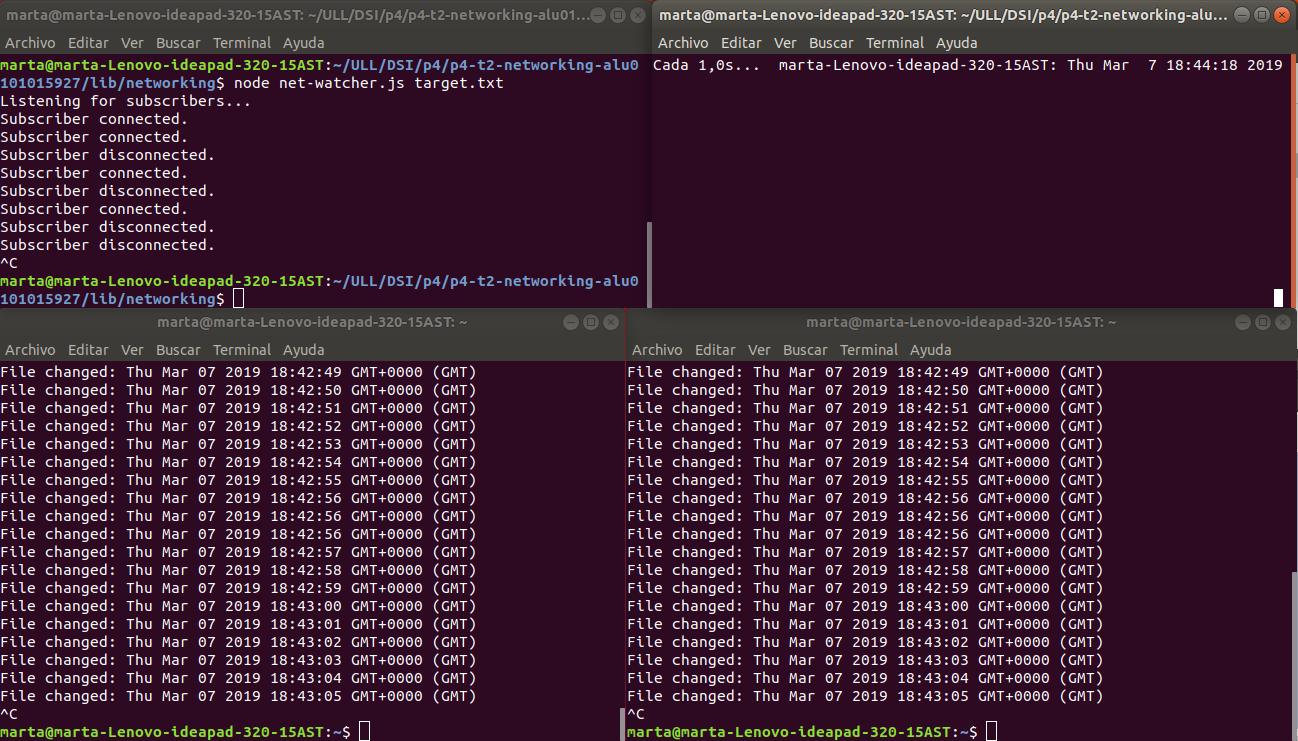 marta@marta-Lenovo-ideapad-320-15AST: ~/ULL/DSI/p4/p4-t2-networking-alu01...
Archivo Editar Ver Buscar Terminal Ayuda
marta@marta-Lenovo-ideapad-320-15AST:~/ULL/DSI/p4/p4-t2-networking-alu0
101015927/lib/networking$ node net-watcher.js target.txt
Listening for subscribers...
Subscriber connected.
Subscriber connected.
Subscriber disconnected.
Subscriber connected.
Subscriber disconnected.
Subscriber connected.
Subscriber disconnected.
Subscriber disconnected.
^C
marta@marta-Lenovo-ideapad-320-15AST:~/ULL/DSI/p4/p4-t2-networking-alu0
101015927/lib/networking$
marta@marta-Lenovo-ideapad-320-15AST: ~/ULL/DSI/p4/p4-t2-networking-alu...
Archivo Editar Ver Buscar Terminal Ayuda
Cada 1,0s...  marta-Lenovo-ideapad-320-15AST: Thu Mar  7 18:44:18 2019
marta@marta-Lenovo-ideapad-320-15AST: ~
Archivo Editar Ver Buscar Terminal Ayuda
File changed: Thu Mar 07 2019 18:42:49 GMT+0000 (GMT)
File changed: Thu Mar 07 2019 18:42:50 GMT+0000 (GMT)
File changed: Thu Mar 07 2019 18:42:51 GMT+0000 (GMT)
File changed: Thu Mar 07 2019 18:42:52 GMT+0000 (GMT)
File changed: Thu Mar 07 2019 18:42:53 GMT+0000 (GMT)
File changed: Thu Mar 07 2019 18:42:54 GMT+0000 (GMT)
File changed: Thu Mar 07 2019 18:42:55 GMT+0000 (GMT)
File changed: Thu Mar 07 2019 18:42:56 GMT+0000 (GMT)
File changed: Thu Mar 07 2019 18:42:56 GMT+0000 (GMT)
File changed: Thu Mar 07 2019 18:42:56 GMT+0000 (GMT)
File changed: Thu Mar 07 2019 18:42:57 GMT+0000 (GMT)
File changed: Thu Mar 07 2019 18:42:58 GMT+0000 (GMT)
File changed: Thu Mar 07 2019 18:42:59 GMT+0000 (GMT)
File changed: Thu Mar 07 2019 18:43:00 GMT+0000 (GMT)
File changed: Thu Mar 07 2019 18:43:01 GMT+0000 (GMT)
File changed: Thu Mar 07 2019 18:43:02 GMT+0000 (GMT)
File changed: Thu Mar 07 2019 18:43:03 GMT+0000 (GMT)
File changed: Thu Mar 07 2019 18:43:04 GMT+0000 (GMT)
File changed: Thu Mar 07 2019 18:43:05 GMT+0000 (GMT)
^C
marta@marta-Lenovo-ideapad-320-15AST:~$
marta@marta-Lenovo-ideapad-320-15AST: ~
Archivo Editar Ver Buscar Terminal Ayuda
File changed: Thu Mar 07 2019 18:42:49 GMT+0000 (GMT)
File changed: Thu Mar 07 2019 18:42:50 GMT+0000 (GMT)
File changed: Thu Mar 07 2019 18:42:51 GMT+0000 (GMT)
File changed: Thu Mar 07 2019 18:42:52 GMT+0000 (GMT)
File changed: Thu Mar 07 2019 18:42:53 GMT+0000 (GMT)
File changed: Thu Mar 07 2019 18:42:54 GMT+0000 (GMT)
File changed: Thu Mar 07 2019 18:42:55 GMT+0000 (GMT)
File changed: Thu Mar 07 2019 18:42:56 GMT+0000 (GMT)
File changed: Thu Mar 07 2019 18:42:56 GMT+0000 (GMT)
File changed: Thu Mar 07 2019 18:42:56 GMT+0000 (GMT)
File changed: Thu Mar 07 2019 18:42:57 GMT+0000 (GMT)
File changed: Thu Mar 07 2019 18:42:58 GMT+0000 (GMT)
File changed: Thu Mar 07 2019 18:42:59 GMT+0000 (GMT)
File changed: Thu Mar 07 2019 18:43:00 GMT+0000 (GMT)
File changed: Thu Mar 07 2019 18:43:01 GMT+0000 (GMT)
File changed: Thu Mar 07 2019 18:43:02 GMT+0000 (GMT)
File changed: Thu Mar 07 2019 18:43:03 GMT+0000 (GMT)
File changed: Thu Mar 07 2019 18:43:04 GMT+0000 (GMT)
File changed: Thu Mar 07 2019 18:43:05 GMT+0000 (GMT)
^C
marta@marta-Lenovo-ideapad-320-15AST:~$